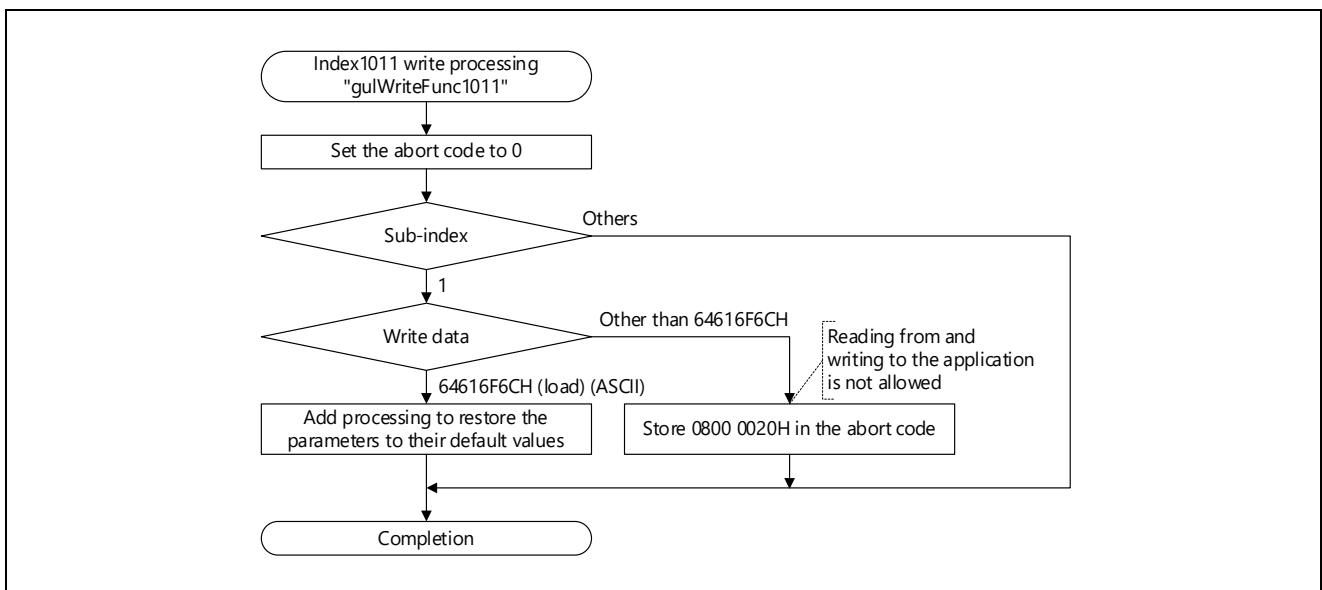 Index1011 write processing
"gulWriteFunc1011"
Set the abort code to 0
Sub-index
Others
1
Write data
Other than 64616F6CH
Reading from and
writing to the application
is not allowed
64616F6CH (load) (ASCII)
Add processing to restore the
parameters to their default values
Store 0800 0020H in the abort code
Completion